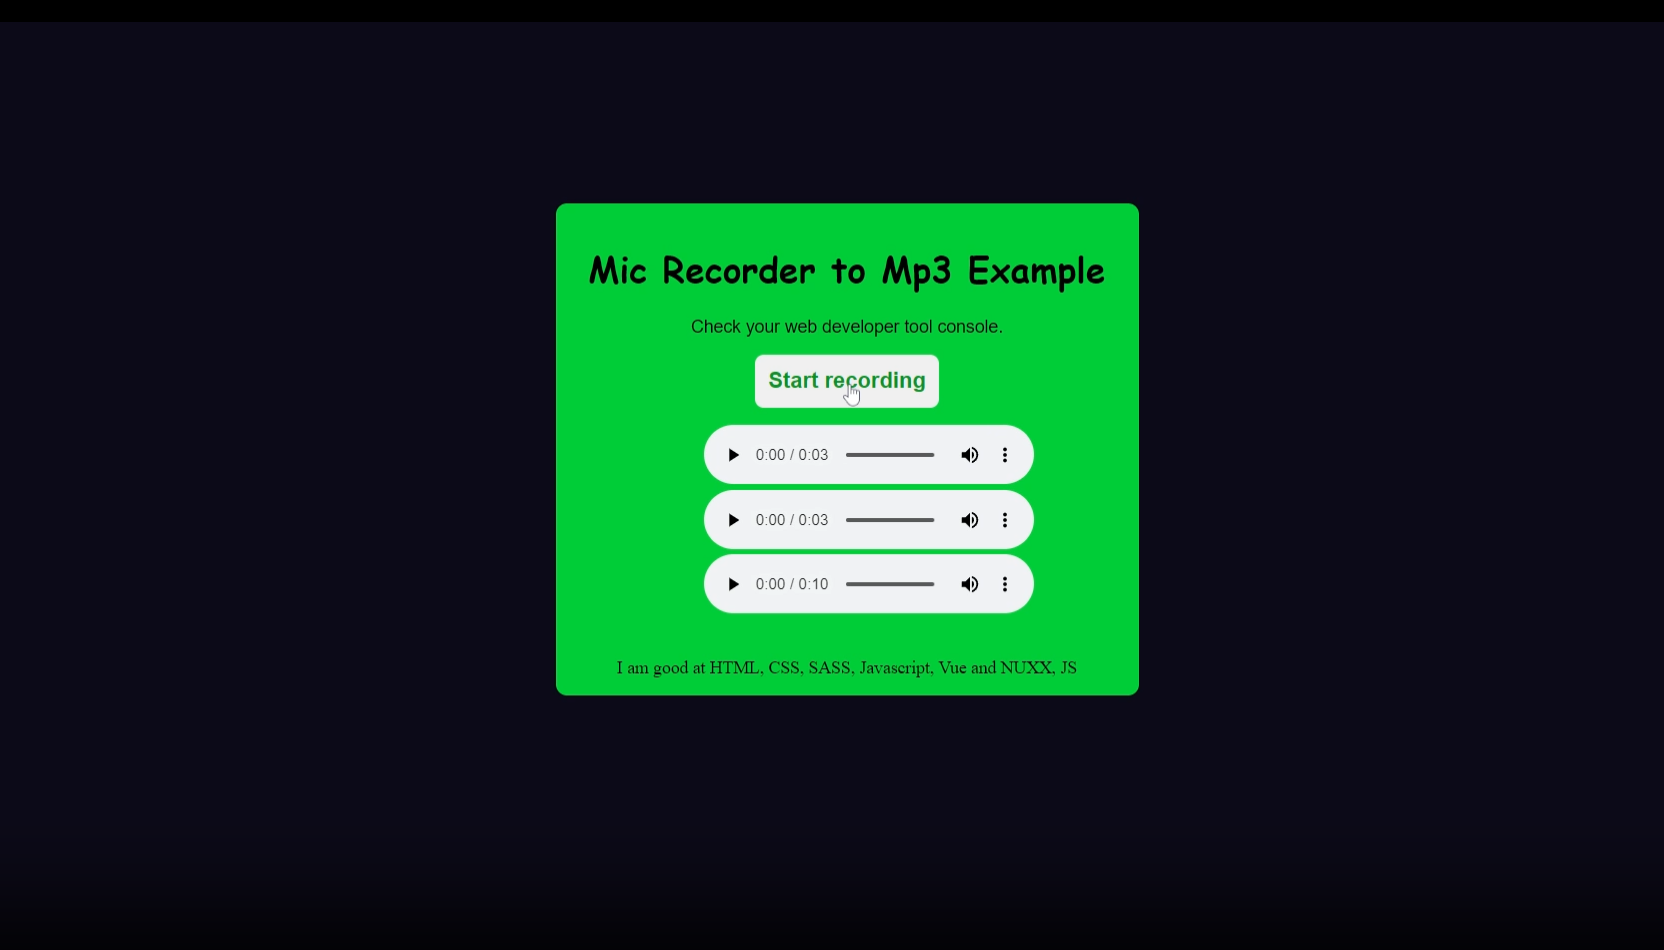 Mic Recorder to Mp3 Example
Check your web developer tool console.
Start recording
0:00 / 0:03
0:00 / 0:03
0:00 / 0:10
I am good at HTML, CSS, SASS, Javascript, Vue and NUXX, JS